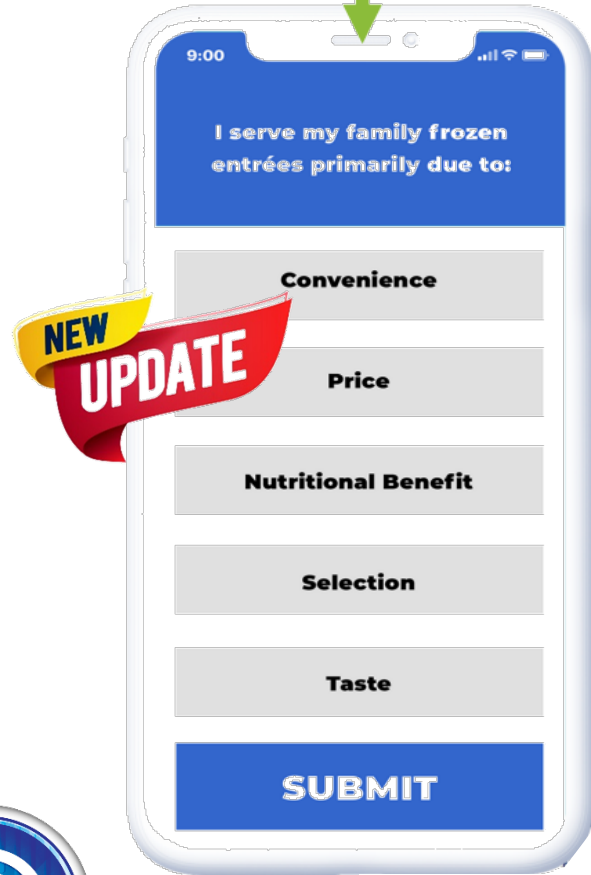 9:00
I serve my family frozen
entrées primarily due to:
Convenience
NEW
UPDATE
Price
Nutritional Benefit
Selection
Taste
SUBMIT